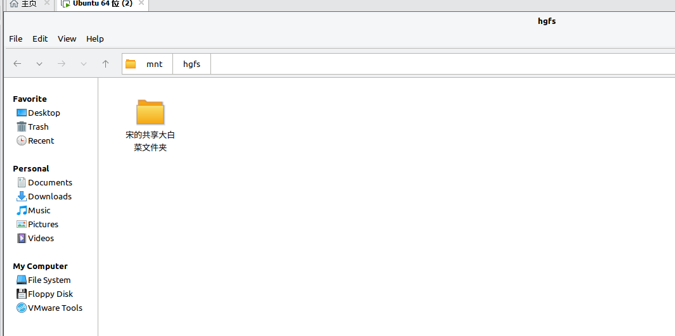 主页
Ubuntu 64 位 (2)
hgfs
File Edit View Help
mnt hgfs
Favorite
Desktop
Trash
Recent
Personal
Documents
Downloads
Music
Pictures
Videos
My Computer
File System
Floppy Disk
VMware Tools
宋的共享大白
菜文件夹